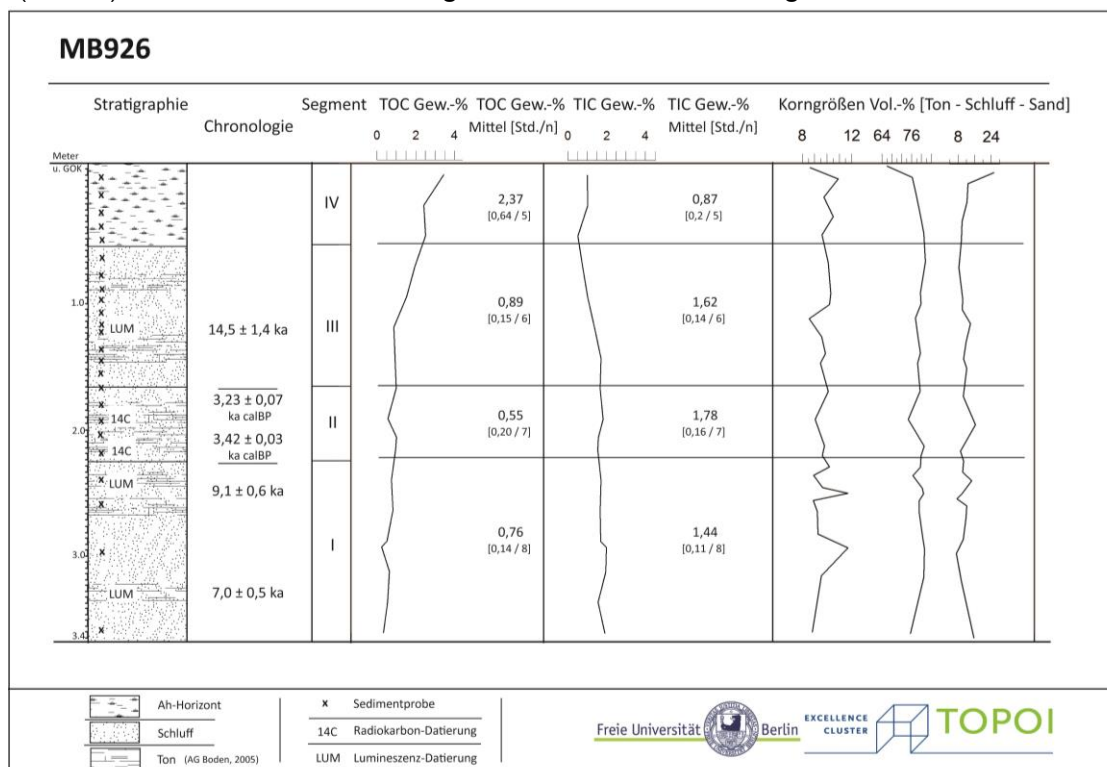 MB926
Stratigraphie Chronologie Segment TOC Gew.-% TOC Gew.-% Mittel [Std./n] TIC Gew.-% TIC Gew.-% Mittel [Std./n] Korngrößen Vol.-% [Ton - Schluff - Sand]
0 2 4 0 2 4 8 12 64 76 8 24
Meter
u. GOK
IV 2,37 0,87
[0,64 / 5] [0,2 / 5]
1.0
0,89 1,62
LUM 14,5 ± 1,4 ka III [0,15 / 6] [0,14 / 6]
3,23 ± 0,07
ka calBP
14C II 0,55 1,78
2.0 3,42 ± 0,03 [0,20 / 7] [0,16 / 7]
14C ka calBP
LUM 9,1 ± 0,6 ka
I 0,76 1,44
3.0 [0,14 / 8] [0,11 / 8]
LUM 7,0 ± 0,5 ka
3.4
Ah-Horizont x Sedimentprobe
Schluff 14C Radiokarbon-Datierung
Ton (AG Boden, 2005) LUM Lumineszenz-Datierung
Freie Universität Berlin
EXCELLENCE
CLUSTER
TOPOI